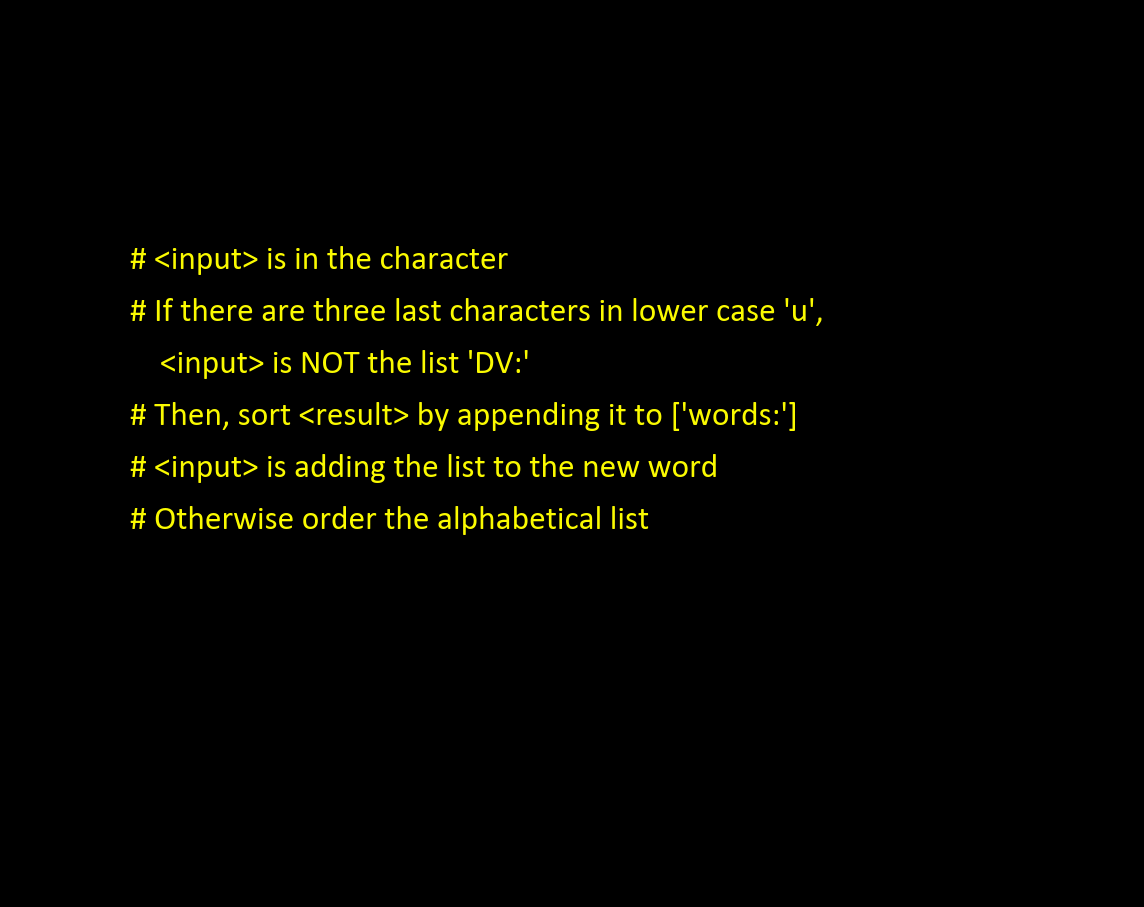 # <input> is in the character
# If there are three last characters in lower case 'u',
<input> is NOT the list 'DV:'
# Then, sort <result> by appending it to ['words:']
# <input> is adding the list to the new word
# Otherwise order the alphabetical list